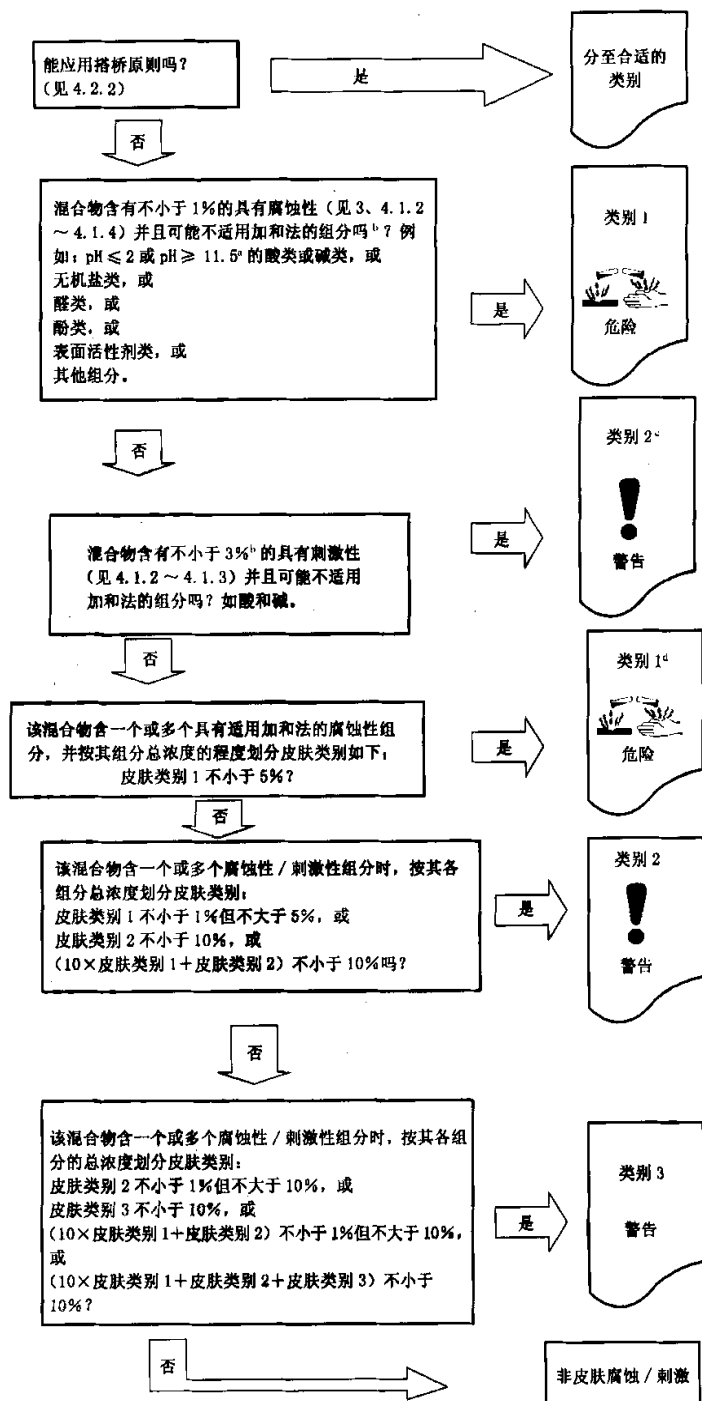 能应用搭桥原则吗？
（见 4.2.2）
是
分至合适的
类别
否
混合物含有不小于 1%的具有腐蚀性（见 3、4.1.2
～4.1.4）并且可能不适用加和法的组分吗ᵇ？例
如：pH≤2 或 pH≥11.5ᵃ 的酸类或碱类，或
无机盐类，或
醛类，或
酚类，或
表面活性剂类，或
其他组分。
是
类别 1
危险
否
混合物含有不小于 3%ᵇ 的具有刺激性
（见 4.1.2～4.1.3）并且可能不适用
加和法的组分吗？如酸和碱。
是
类别 2ᶜ
警告
否
该混合物含一个或多个具有适用加和法的腐蚀性组
分，并按其组分总浓度的程度划分皮肤类别如下：
皮肤类别 1 不小于 5%？
是
类别 1ᵈ
危险
否
该混合物含一个或多个腐蚀性/刺激性组分时，按其各
组分总浓度划分皮肤类别：
皮肤类别 1 不小于 1%但不大于 5%，或
皮肤类别 2 不小于 10%，或
（10×皮肤类别 1＋皮肤类别 2）不小于 10%吗？
是
类别 2
警告
否
该混合物含一个或多个腐蚀性/刺激性组分时，按其各组
分的总浓度划分皮肤类别：
皮肤类别 2 不小于 1%但不大于 10%，或
皮肤类别 3 不小于 10%，或
（10×皮肤类别 1＋皮肤类别 2）不小于 1%但不大于 10%，
或
（10×皮肤类别 1＋皮肤类别 2＋皮肤类别 3）不小于
10%？
是
类别 3
警告
否
非皮肤腐蚀/刺激